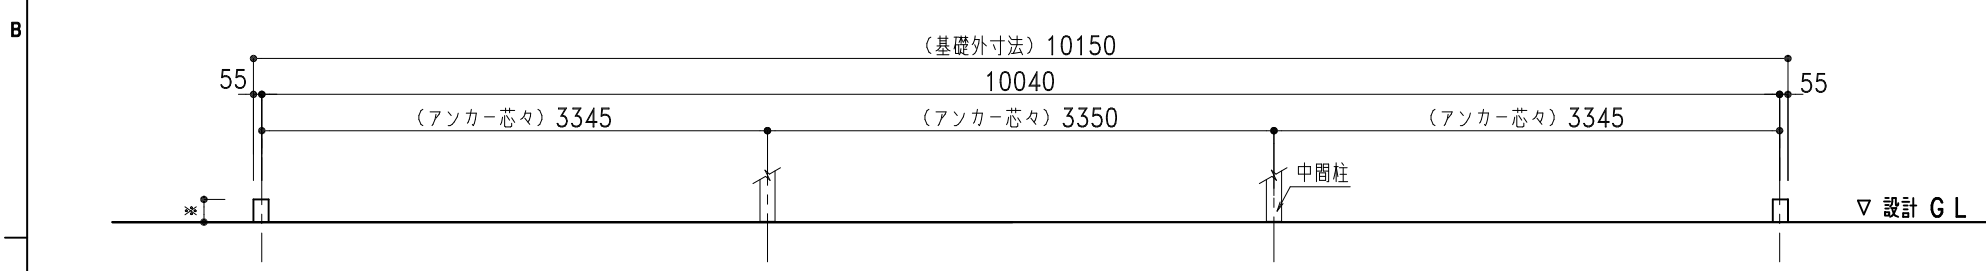 B
（基礎外寸法）10150
55
10040
55
（アンカー芯々）3345
（アンカー芯々）3350
（アンカー芯々）3345
中間柱
※
▽ 設計 G L